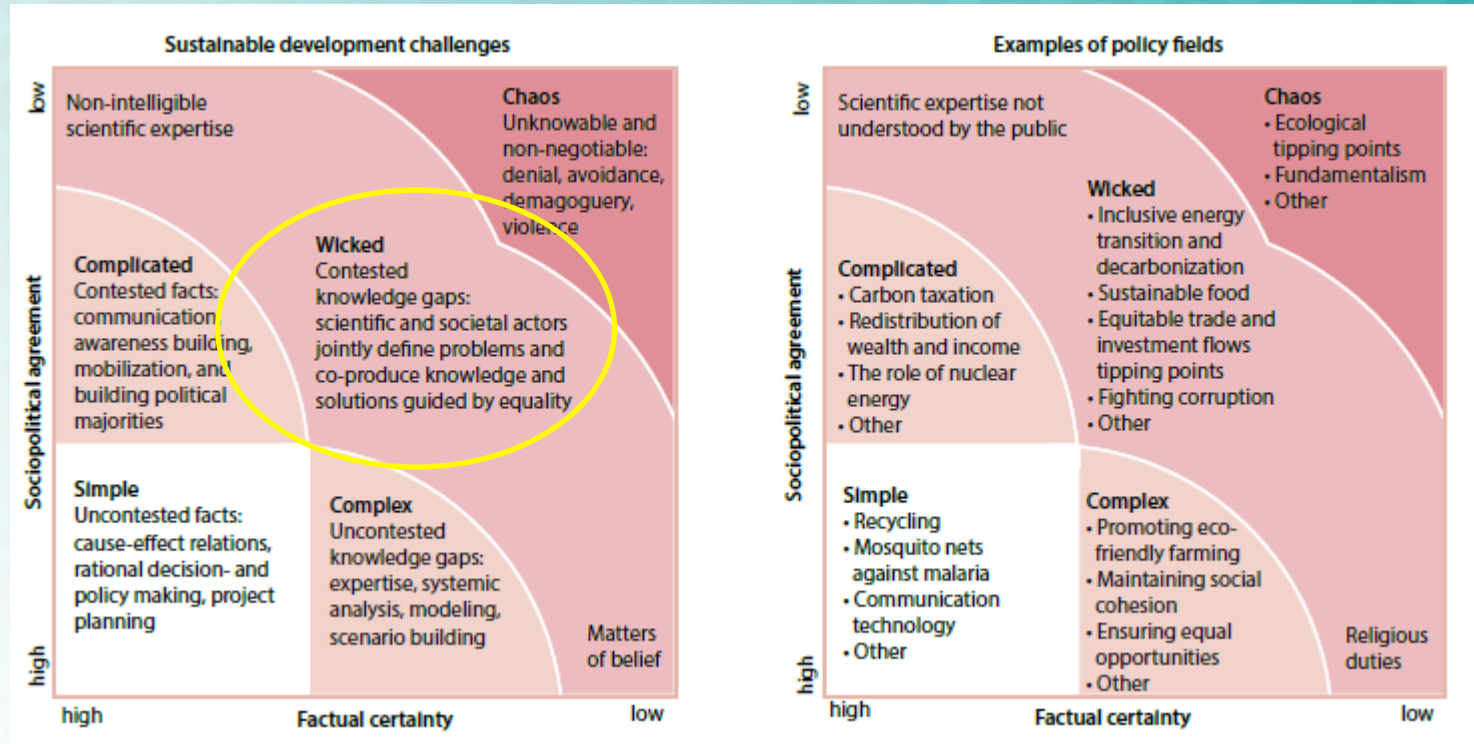 Sustainable development challenges
low
Non-intelligible
scientific expertise
Chaos
Unknowable and
non-negotiable:
denial, avoidance,
demagoguery,
violence
Wicked
Contested
knowledge gaps:
scientific and societal actors
jointly define problems and
co-produce knowledge and
solutions guided by equality
Complicated
Contested facts:
communication,
awareness building,
mobilization, and
building political
majorities
Sociopolitical agreement
Simple
Uncontested facts:
cause-effect relations,
rational decision- and
policy making, project
planning
Complex
Uncontested
knowledge gaps:
expertise, systemic
analysis, modeling,
scenario building
Matters
of belief
high
high
Factual certainty
low
Examples of policy fields
low
Scientific expertise not
understood by the public
Chaos
• Ecological
tipping points
• Fundamentalism
• Other
Wicked
• Inclusive energy
transition and
decarbonization
• Sustainable food
• Equitable trade and
investment flows
tipping points
• Fighting corruption
• Other
Complicated
• Carbon taxation
• Redistribution of
wealth and income
• The role of nuclear
energy
• Other
Sociopolitical agreement
Simple
• Recycling
• Mosquito nets
against malaria
• Communication
technology
• Other
Complex
• Promoting eco-
friendly farming
• Maintaining social
cohesion
• Ensuring equal
opportunities
• Other
Religious
duties
high
high
Factual certainty
low